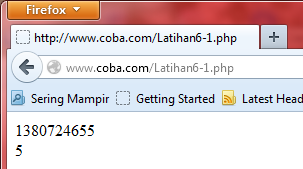 Firefox
http://www.coba.com/Latihan6-1.php
www.coba.com/Latihan6-1.php
Sering Mampir Getting Started Latest Head
1380724655
5